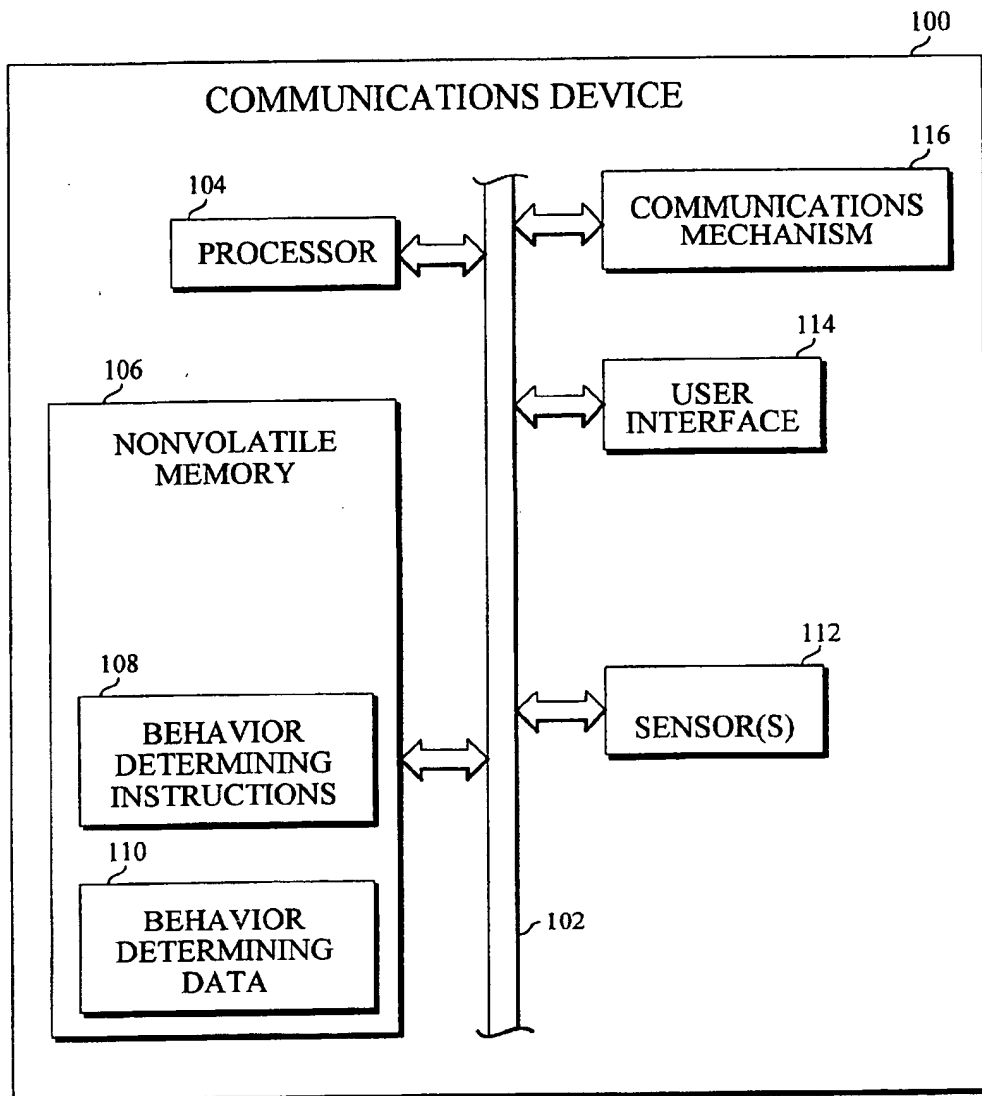 100
COMMUNICATIONS DEVICE
104
PROCESSOR
116
COMMUNICATIONS
MECHANISM
114
USER
INTERFACE
106
NONVOLATILE
MEMORY
108
BEHAVIOR
DETERMINING
INSTRUCTIONS
112
SENSOR(S)
110
BEHAVIOR
DETERMINING
DATA
102